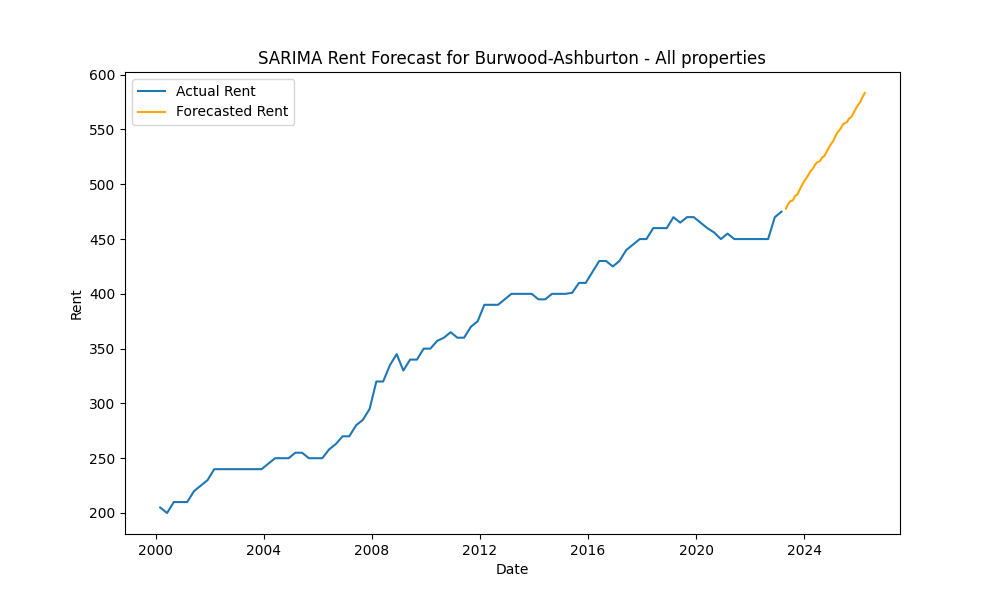 SARIMA Rent Forecast for Burwood-Ashburton - All properties
Actual Rent
Forecasted Rent
600
550
500
450
400
350
300
250
200
Rent
2000 2004 2008 2012 2016 2020 2024
Date